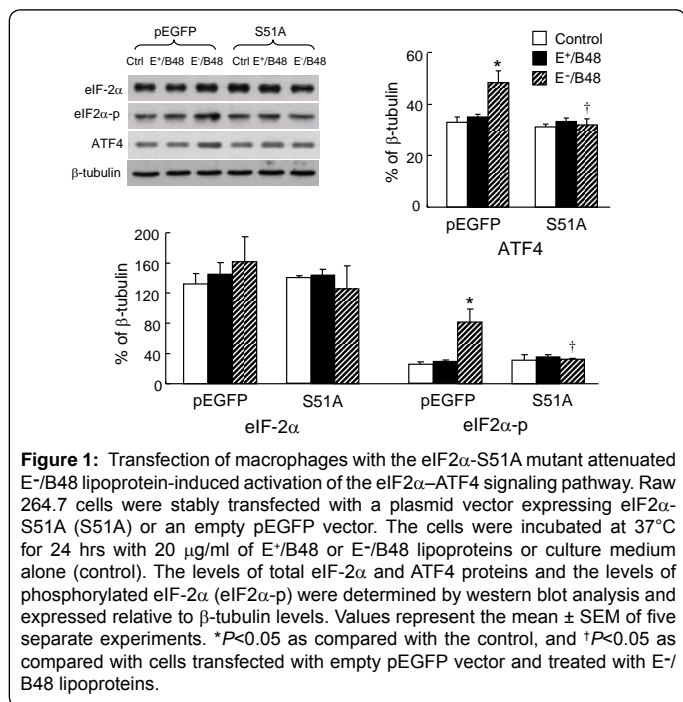 pEGFP S51A
Ctrl E⁺/B48 E⁻/B48 Ctrl E⁺/B48 E⁻/B48
eIF-2α
eIF2α-p
ATF4
β-tubulin
Control
E⁺/B48
E⁻/B48
% of β-tubulin
60
40
20
0
*
†
pEGFP S51A
ATF4
% of β-tubulin
200
160
120
80
40
0
*
†
pEGFP S51A pEGFP S51A
eIF-2α eIF2α-p
Figure 1: Transfection of macrophages with the eIF2α-S51A mutant attenuated
E⁻/B48 lipoprotein-induced activation of the eIF2α–ATF4 signaling pathway. Raw
264.7 cells were stably transfected with a plasmid vector expressing eIF2α-
S51A (S51A) or an empty pEGFP vector. The cells were incubated at 37°C
for 24 hrs with 20 μg/ml of E⁺/B48 or E⁻/B48 lipoproteins or culture medium
alone (control). The levels of total eIF-2α and ATF4 proteins and the levels of
phosphorylated eIF-2α (eIF2α-p) were determined by western blot analysis and
expressed relative to β-tubulin levels. Values represent the mean ± SEM of five
separate experiments. *P<0.05 as compared with the control, and †P<0.05 as
compared with cells transfected with empty pEGFP vector and treated with E⁻/
B48 lipoproteins.